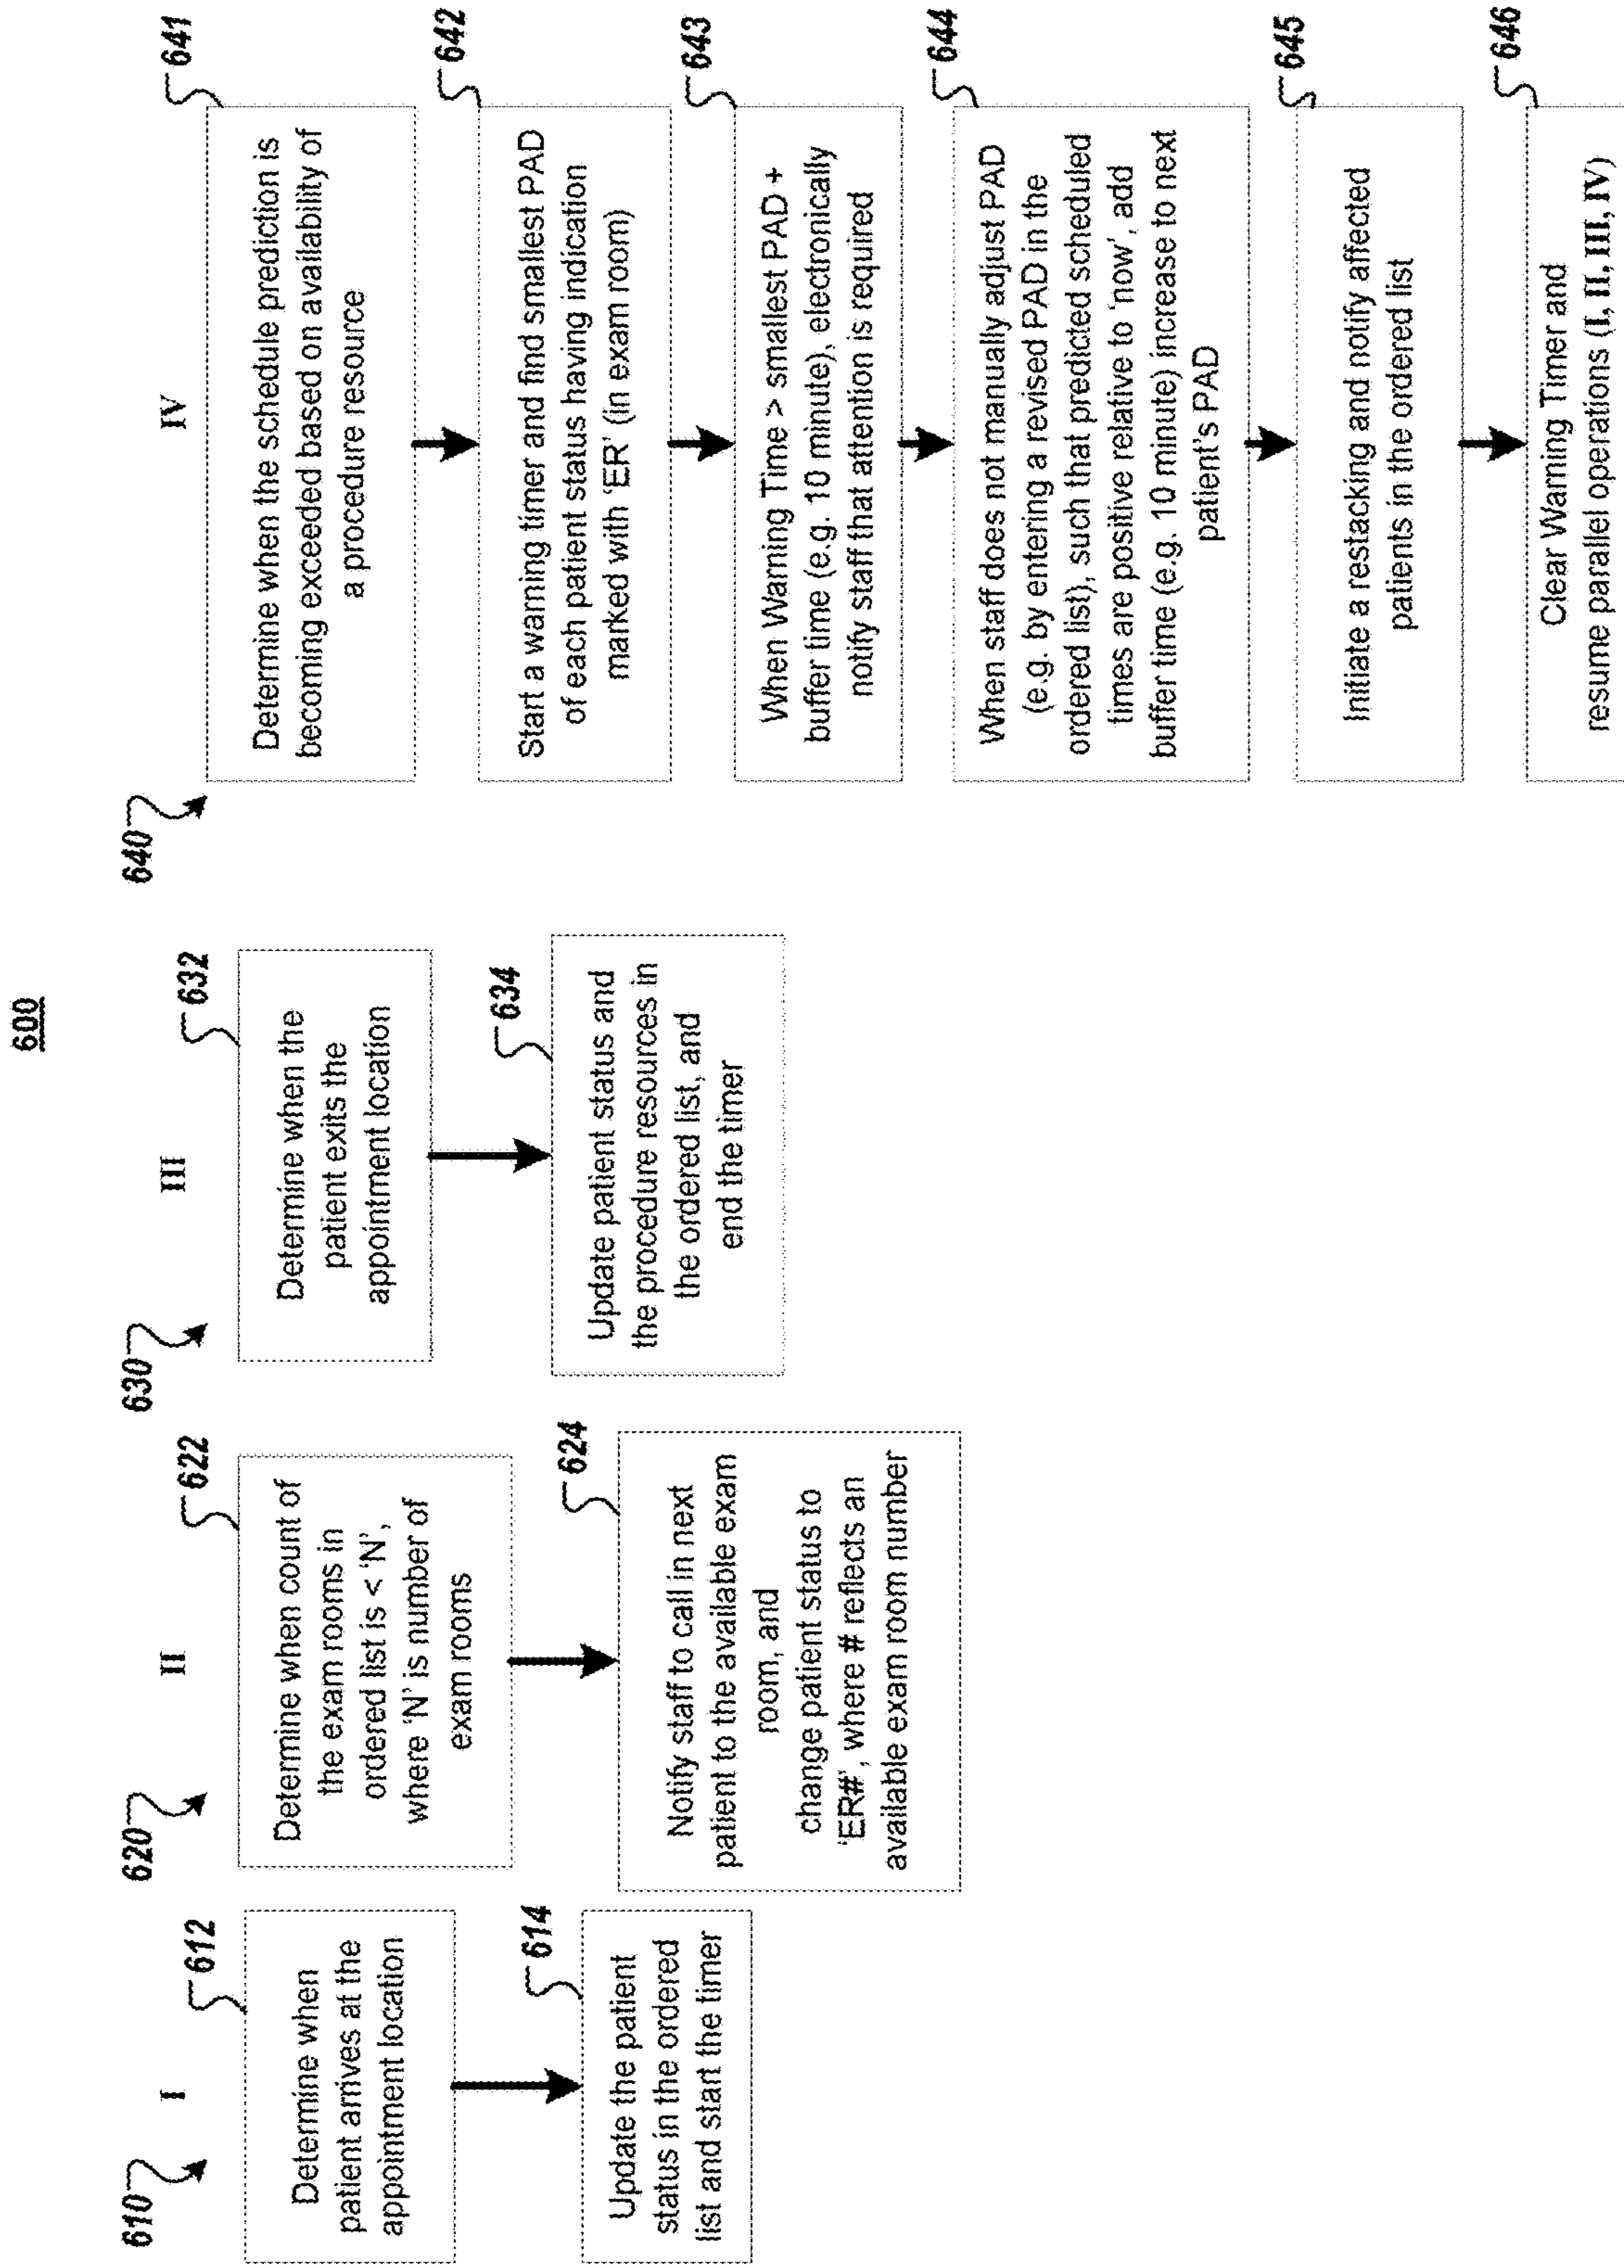 600
610
I
612
Determine when
patient arrives at the
appointment location
614
Update the patient
status in the ordered
list and start the timer
620
II
622
Determine when count of
the exam rooms in
ordered list is < 'N',
where 'N' is number of
exam rooms
624
Notify staff to call in next
patient to the available exam
room, and
change patient status to
'ER#', where # reflects an
available exam room number
630
III
632
Determine when the
patient exits the
appointment location
634
Update patient status and
the procedure resources in
the ordered list, and
end the timer
640
IV
641
Determine when the schedule prediction is
becoming exceeded based on availability of
a procedure resource
642
Start a warning timer and find smallest PAD
of each patient status having indication
marked with 'ER' (in exam room)
643
When Warning Time > smallest PAD +
buffer time (e.g. 10 minute), electronically
notify staff that attention is required
644
When staff does not manually adjust PAD
(e.g. by entering a revised PAD in the
ordered list), such that predicted scheduled
times are positive relative to 'now', add
buffer time (e.g. 10 minute) increase to next
patient's PAD
645
Initiate a restacking and notify affected
patients in the ordered list
646
Clear Warning Timer and
resume parallel operations (I, II, III, IV)